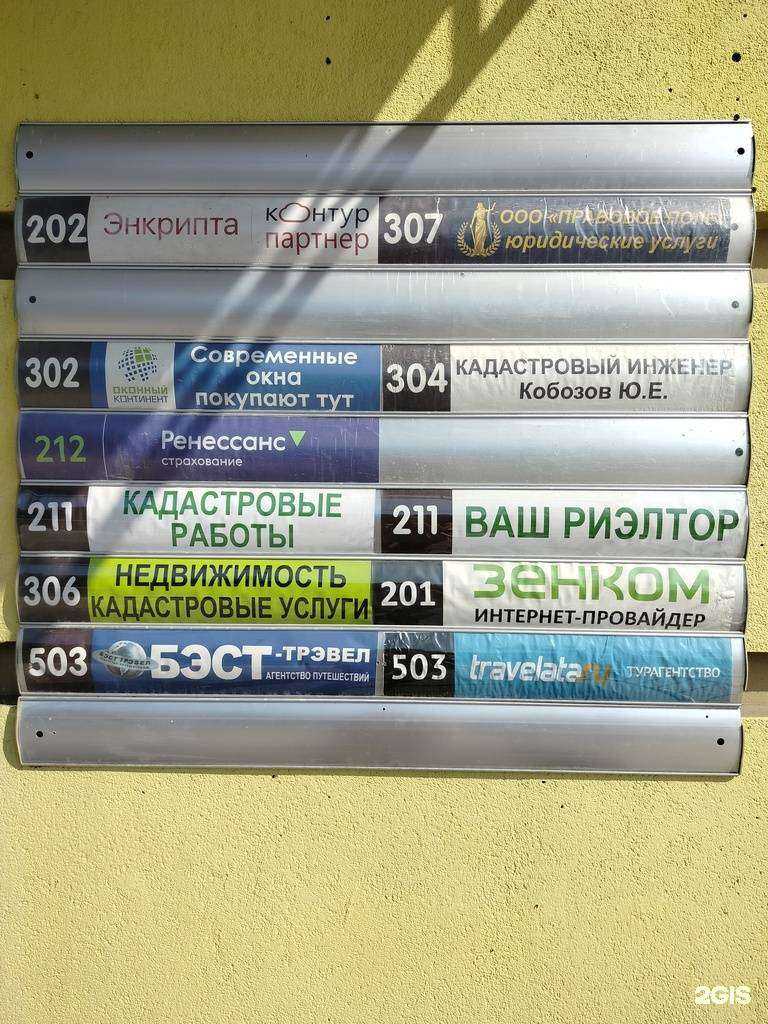 202 Энкрипта контур партнер
307 ООО «ПРАВОВОЕ ПОЛЕ
юридические услуги
302 ОКОННЫЙ КОНТИНЕНТ
Современные
окна
покупают тут
304 КАДАСТРОВЫЙ ИНЖЕНЕР
Кобозов Ю.Е.
212 Ренессанс
страхование
211 КАДАСТРОВЫЕ
РАБОТЫ
211 ВАШ РИЭЛТОР
306 НЕДВИЖИМОСТЬ
КАДАСТРОВЫЕ УСЛУГИ
201 ЗЕНКОМ
ИНТЕРНЕТ-ПРОВАЙДЕР
503 БЭСТ ТРЭВЕЛ БЭСТ-ТРЭВЕЛ
АГЕНТСТВО ПУТЕШЕСТВИЙ
503 travelata.ru ТУРАГЕНТСТВО
2GIS